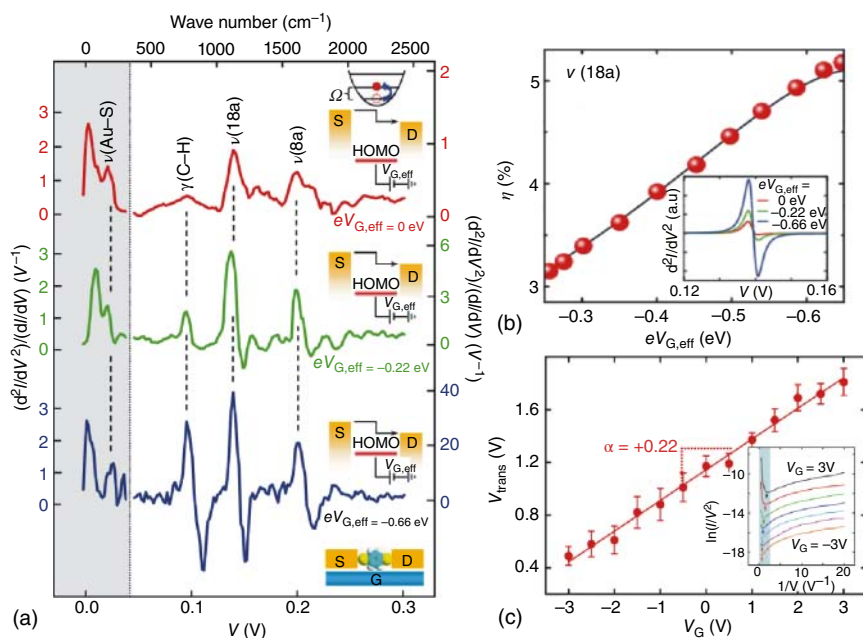 Wave number (cm⁻¹)
0 500 1000 1500 2000 2500
(d²I/dV²)/(dI/dV) (V⁻¹)
3
2
1
0
3
2
1
0
3
2
1
0
ν(Au–S)
γ(C–H)
ν(18a)
ν(8a)
Ω
S
D
HOMO
V_G,eff
eV_G,eff = 0 eV
S
D
HOMO
V_G,eff
eV_G,eff = −0.22 eV
S
D
HOMO
V_G,eff
eV_G,eff = −0.66 eV
S D
G
2
1
0
6
3
0
40
20
0
(d²I/dV²)/(dI/dV) (V⁻¹)
0.0 0.1 0.2 0.3
V (V)
(a)
ν (18a)
η (%)
5
4
3
eV_G,eff =
0 eV
−0.22 eV
−0.66 eV
d²I/dV² (a.u)
0.12 0.16
V (V)
−0.3 −0.4 −0.5 −0.6
eV_G,eff (eV)
(b)
V_trans (V)
1.6
1.2
0.8
0.4
α = +0.22
ln(I/V²)
−10
−14
−18
V_G = 3V
V_G = −3V
0 10 20
1/V (V⁻¹)
−3 −2 −1 0 1 2 3
V_G (V)
(c)